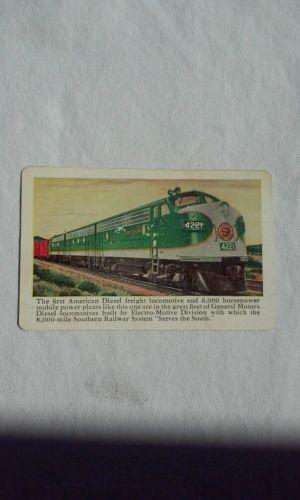 4221
SR
4221
The first American Diesel freight locomotive and 6,000 horsepower
mobile power plants like this one are in the great fleet of General Motors
Diesel locomotives built by Electro-Motive Division with which the
8,000-mile Southern Railway System "Serves the South."